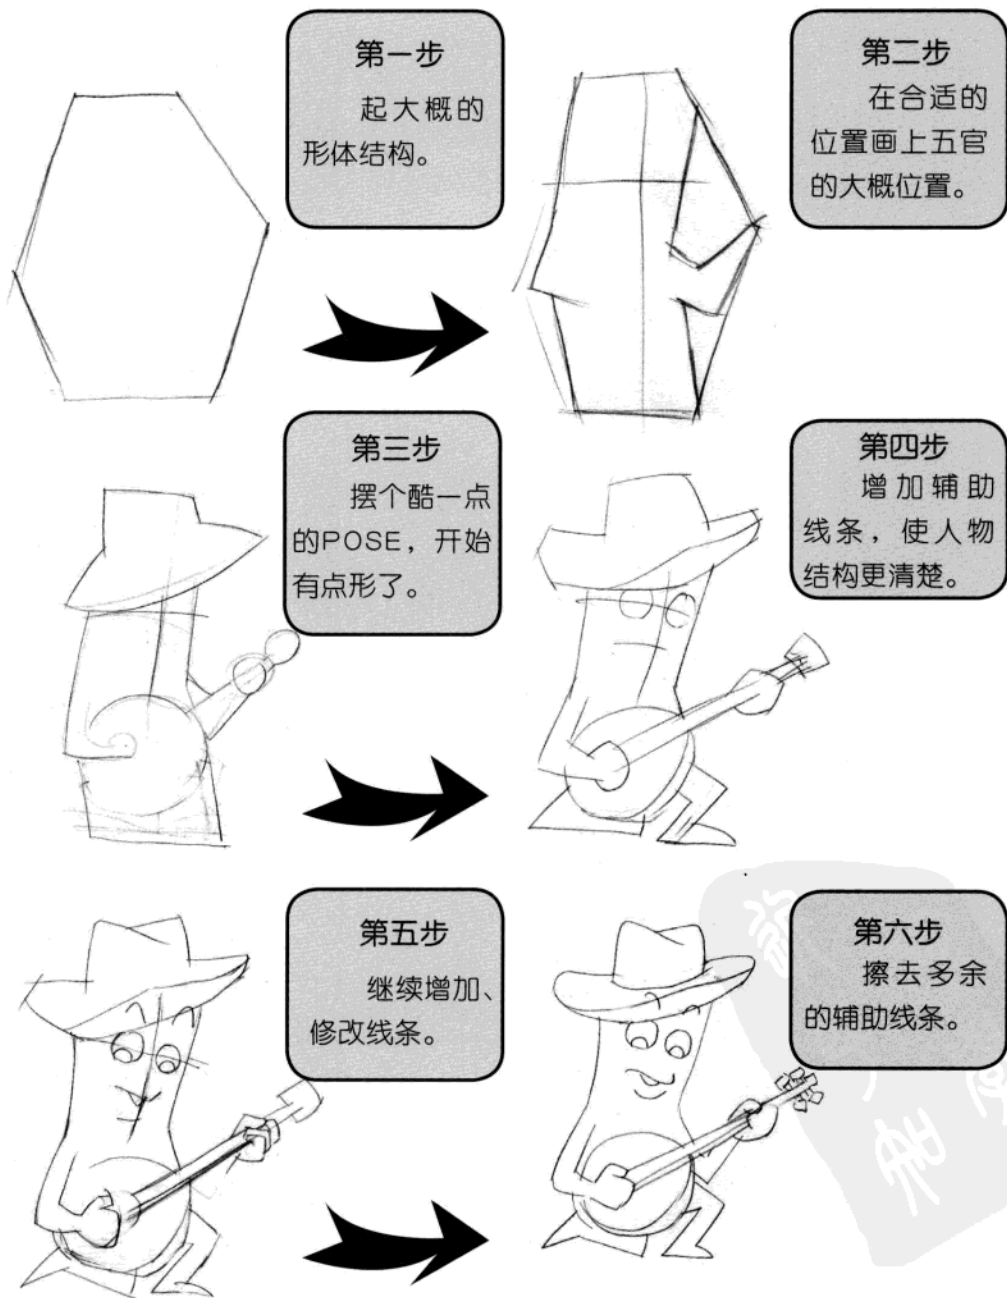 第一步
起大概的
形体结构。
第二步
在合适的
位置画上五官
的大概位置。
第三步
摆个酷一点
的POSE，开始
有点形了。
第四步
增加辅助
线条，使人物
结构更清楚。
第五步
继续增加、
修改线条。
第六步
擦去多余
的辅助线条。